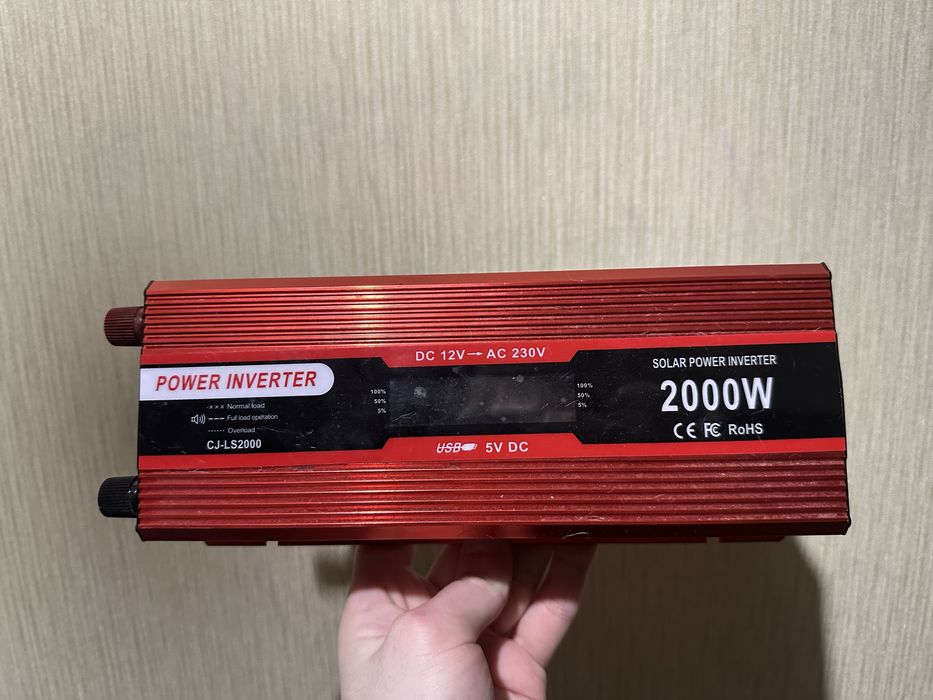 DC 12V→AC 230V
POWER INVERTER
-××× Normal load
--- Full load operation
...... Overload
CJ-LS2000
100%
50%
5%
100%
50%
5%
USB 5V DC
SOLAR POWER INVERTER
2000W
CE FC RoHS